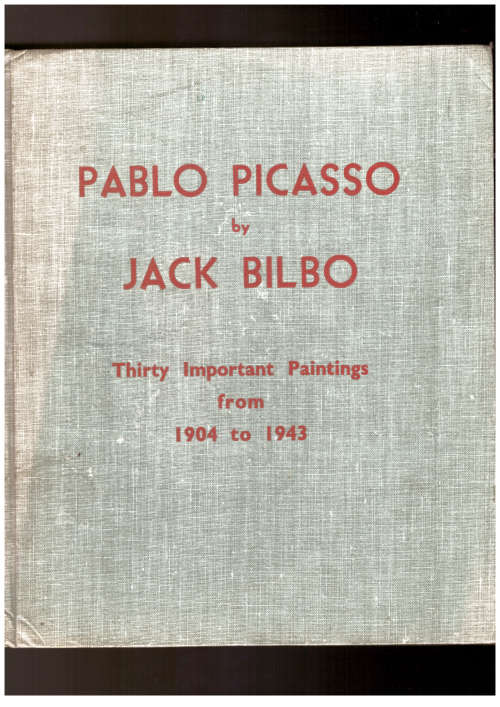 PABLO PICASSO
by
JACK BILBO
Thirty Important Paintings
from
1904 to 1943